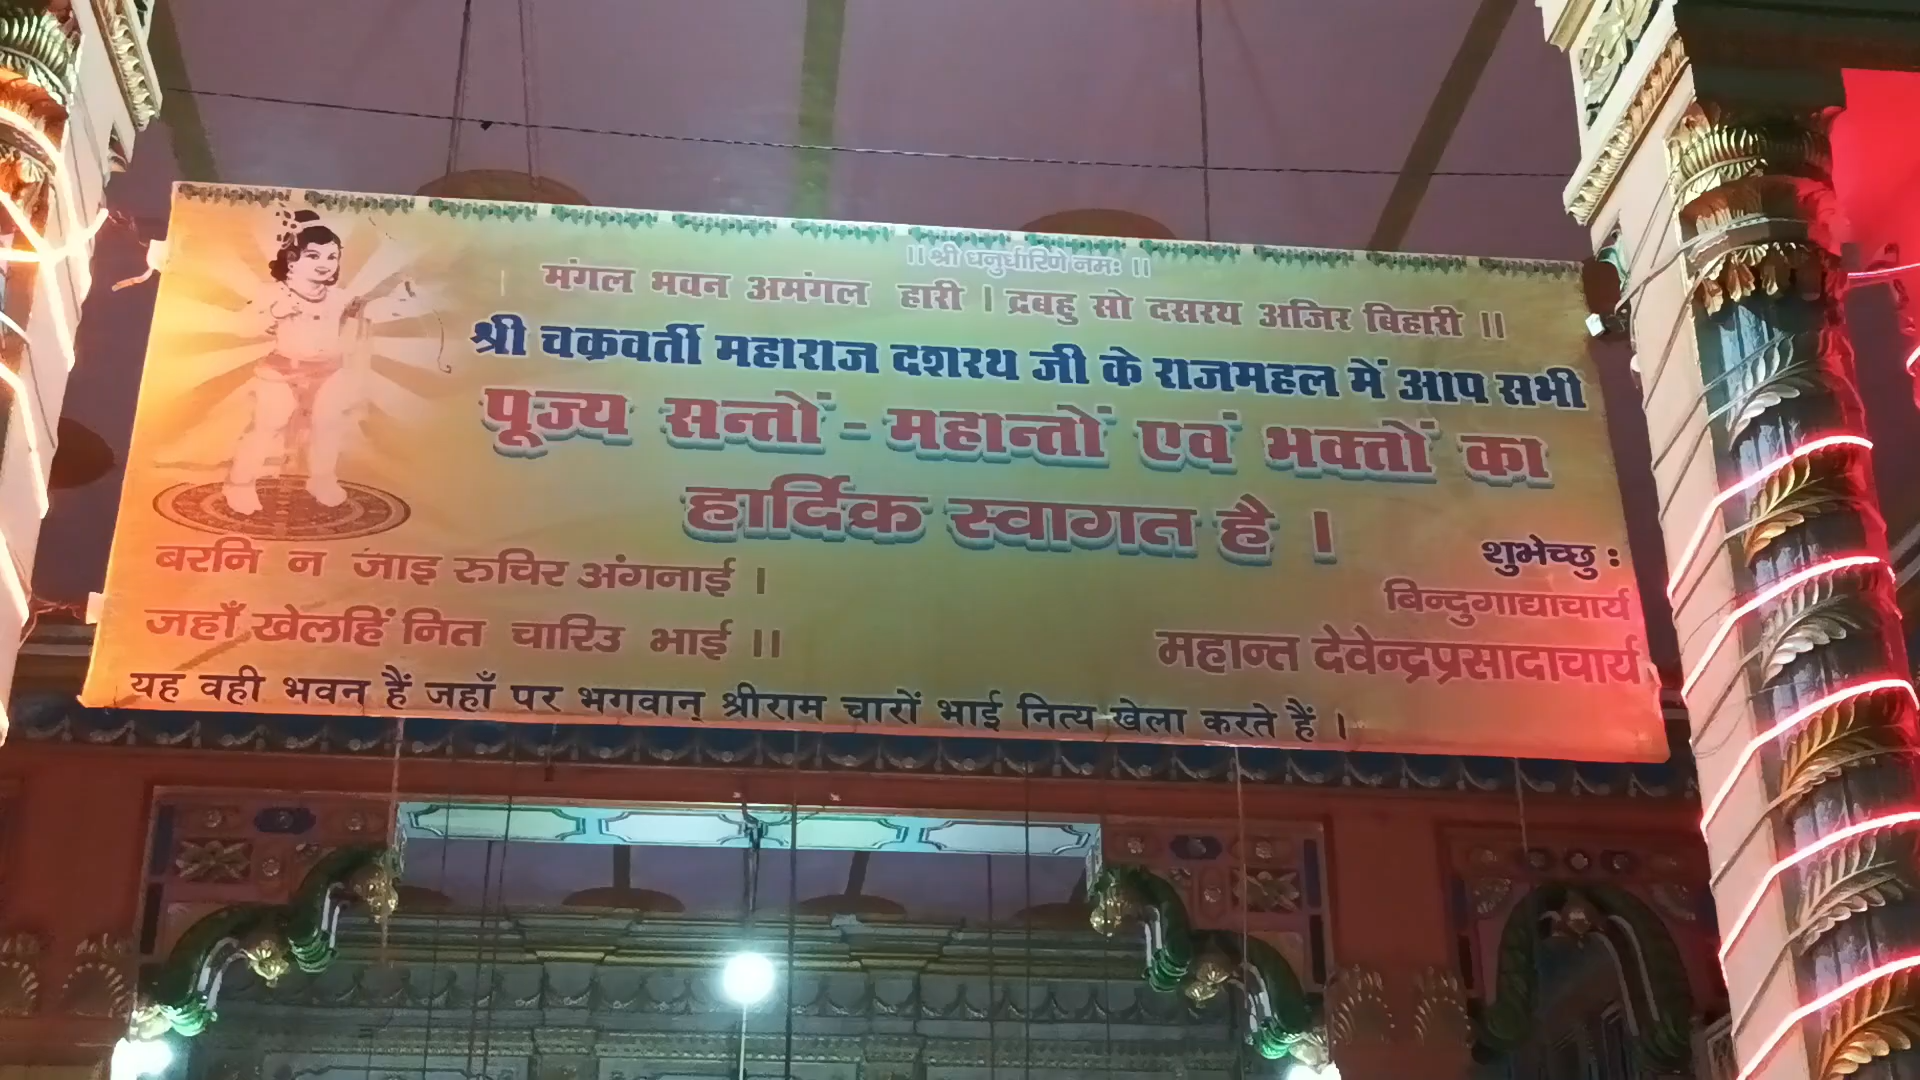 ।। श्री धनुर्धारिणे नमः ।।
। मंगल भवन अमंगल हारी । द्रबहु सो दसरथ अजिर बिहारी ।।
श्री चक्रवर्ती महाराज दशरथ जी के राजमहल में आप सभी
पूज्य सन्तों - महान्तों एवं भक्तों का
हार्दिक स्वागत है ।
बरनि न जाइ रुचिर अंगनाई ।
जहाँ खेलहिं नित चारिउ भाई ।।
शुभेच्छु :
बिन्दुगाद्याचार्य
महान्त देवेन्द्रप्रसादाचार्य
यह वही भवन हैं जहाँ पर भगवान् श्रीराम चारों भाई नित्य खेला करते हैं ।